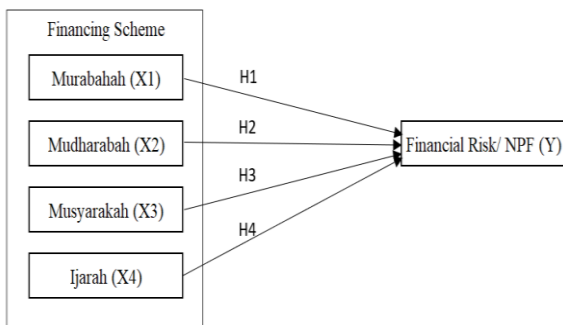 Financing Scheme
Murabahah (X1)
H1
Mudharabah (X2)
H2
Financial Risk/ NPF (Y)
Musyarakah (X3)
H3
Ijarah (X4)
H4